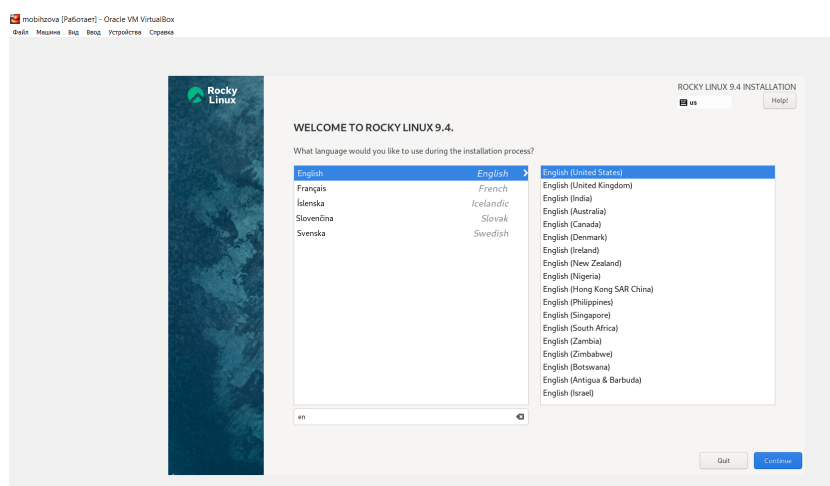 mobihzova [Работает] - Oracle VM VirtualBox
Файл Машина Вид Ввод Устройства Справка
Rocky
Linux
ROCKY LINUX 9.4 INSTALLATION
us
Help!
WELCOME TO ROCKY LINUX 9.4.
What language would you like to use during the installation process?
English English
Français French
Íslenska Icelandic
Slovenčina Slovak
Svenska Swedish
English (United States)
English (United Kingdom)
English (India)
English (Australia)
English (Canada)
English (Denmark)
English (Ireland)
English (New Zealand)
English (Nigeria)
English (Hong Kong SAR China)
English (Philippines)
English (Singapore)
English (South Africa)
English (Zambia)
English (Zimbabwe)
English (Botswana)
English (Antigua & Barbuda)
English (Israel)
en
Quit Continue